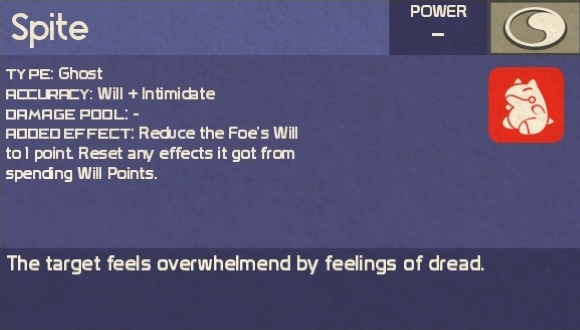 Spite
POWER
–
TYPE: Ghost
ACCURACY: Will + Intimidate
DAMAGE POOL: -
ADDED EFFECT: Reduce the Foe's Will
to 1 point. Reset any effects it got from
spending Will Points.
The target feels overwhelmend by feelings of dread.